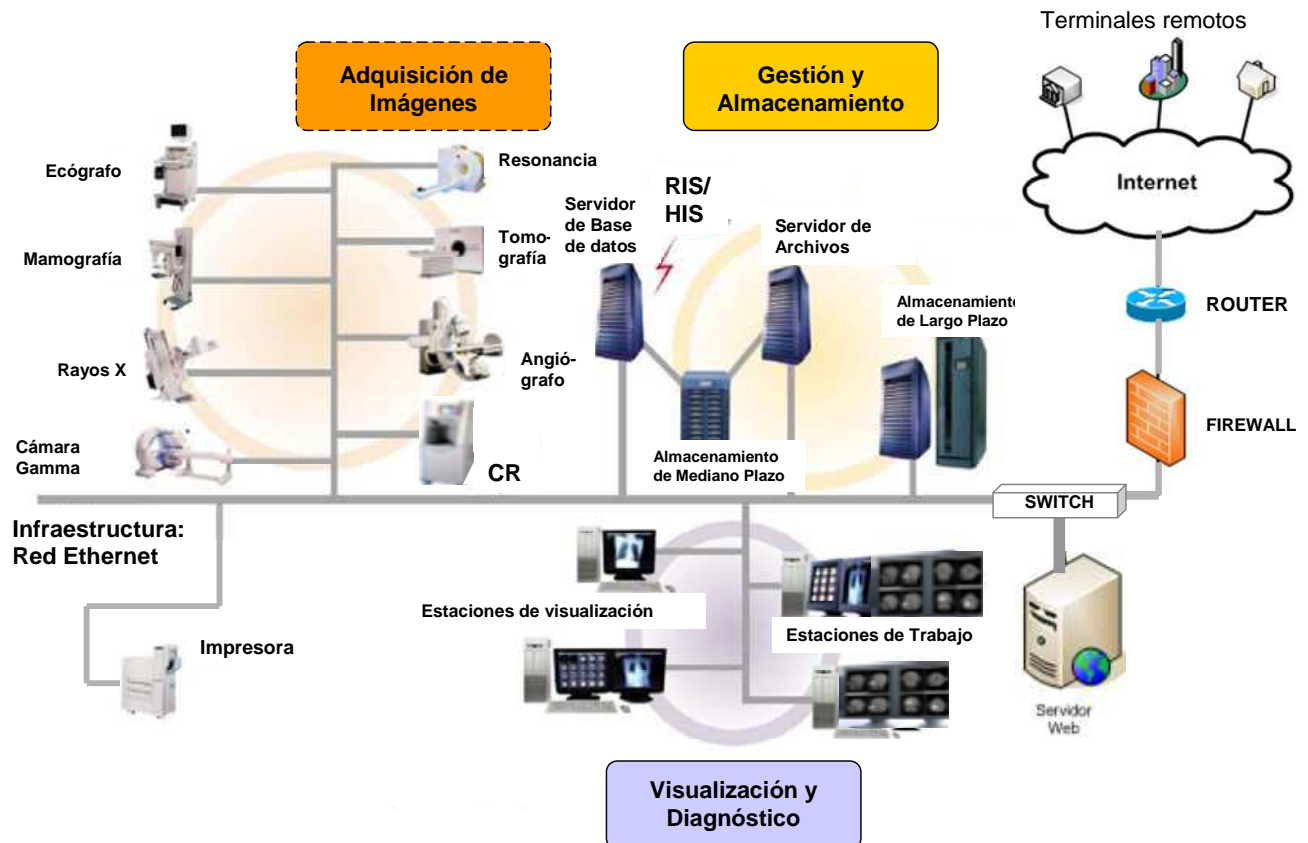 Terminales remotos
Adquisición de
Imágenes
Gestión y
Almacenamiento
Internet
Ecógrafo
Resonancia
RIS/
HIS
Servidor
de Base
de datos
Servidor de
Archivos
Mamografía
Tomo-
grafía
Almacenamiento
de Largo Plazo
ROUTER
Rayos X
Angió-
grafo
FIREWALL
Cámara
Gamma
CR
Almacenamiento
de Mediano Plazo
SWITCH
Infraestructura:
Red Ethernet
Estaciones de visualización
Estaciones de Trabajo
Impresora
Servidor
Web
Visualización y
Diagnóstico